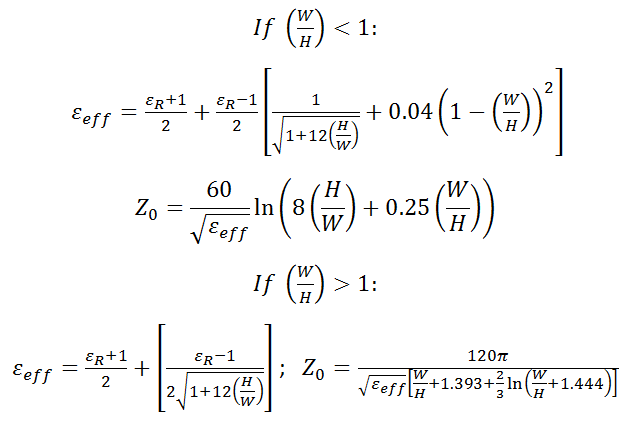 If (W/H) < 1:
ε_eff = (ε_R+1)/2 + (ε_R−1)/2 [1/√(1+12(H/W)) + 0.04(1 − (W/H))^2]
Z_0 = 60/√ε_eff ln(8(H/W) + 0.25(W/H))
If (W/H) > 1:
ε_eff = (ε_R+1)/2 + [(ε_R−1)/(2√(1+12(H/W)))] ; Z_0 = 120π/(√ε_eff [W/H+1.393+2/3 ln(W/H+1.444)])